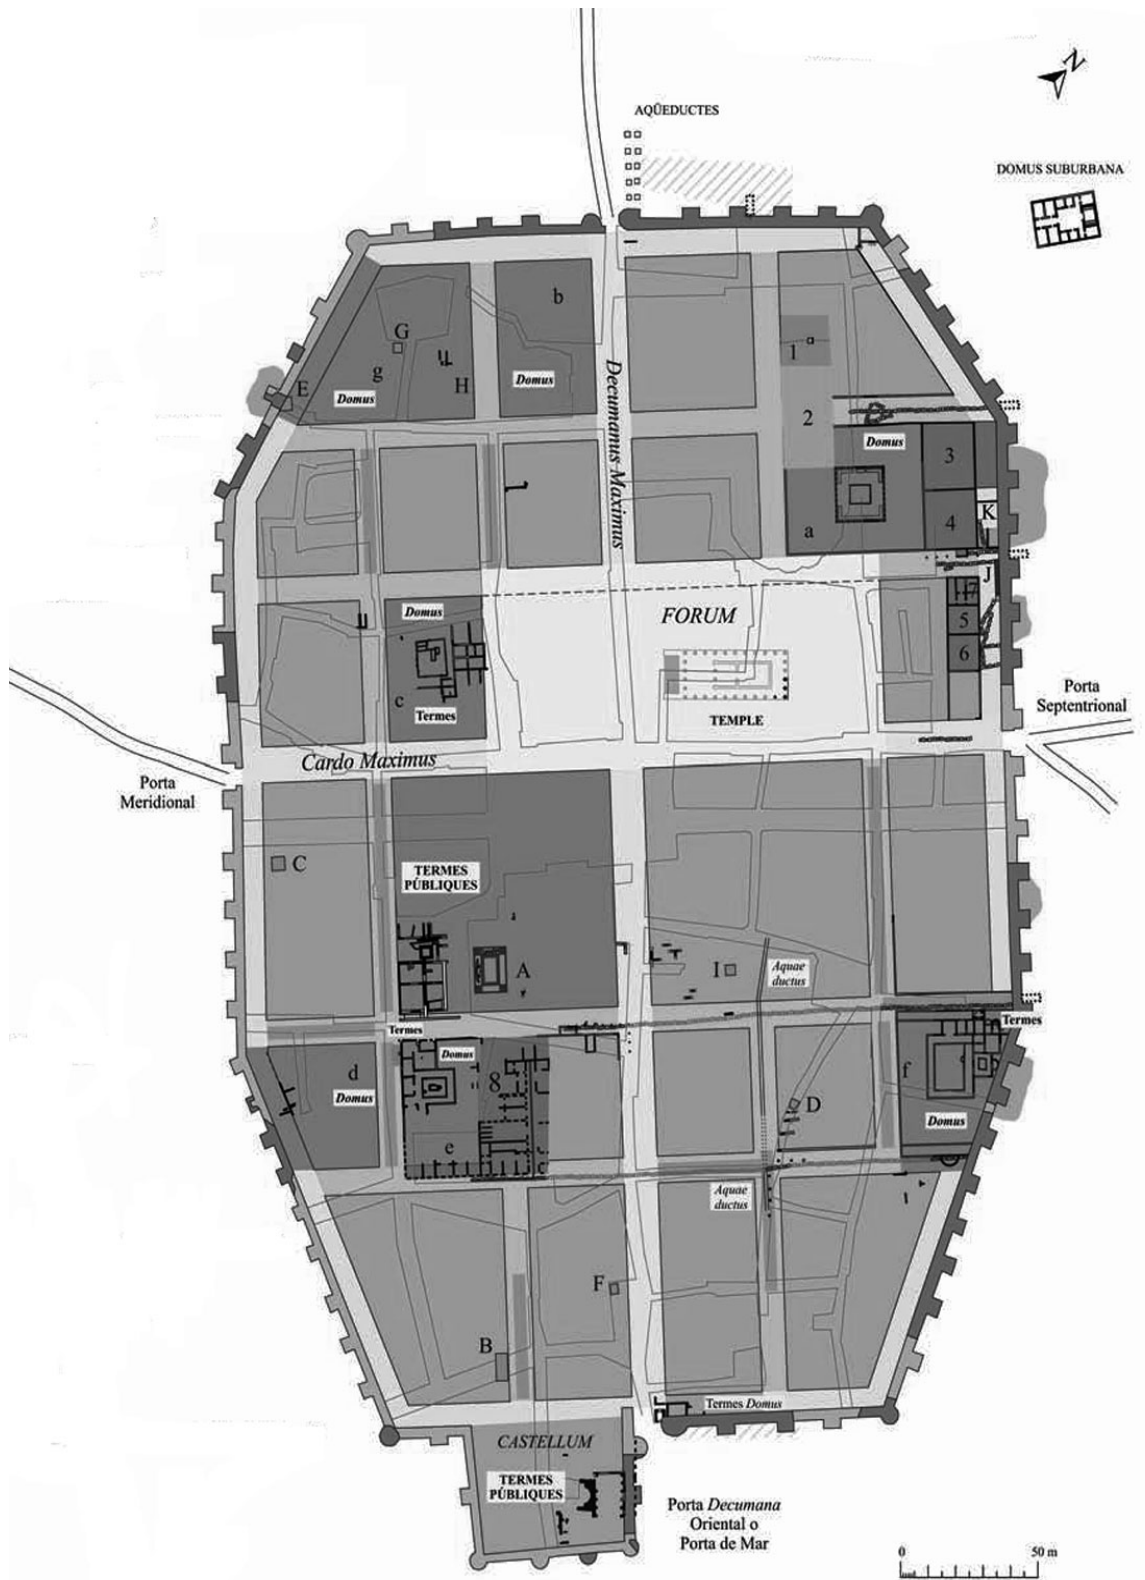 N
AQÜEDUCTES
DOMUS SUBURBANA
b
G
1
E
g
H
Domus
Domus
Decumanus Maximus
2
Domus
3
K
a
4
J
7
Domus
FORUM
5
6
c
Termes
TEMPLE
Porta
Septentrional
Cardo Maximus
Porta
Meridional
C
TERMES
PÚBLIQUES
A
I
Aquae
ductus
Termes
Termes
Domus
d
Domus
8
f
D
Domus
e
Aquae
ductus
F
B
Termes Domus
CASTELLUM
TERMES
PÚBLIQUES
Porta Decumana
Oriental o
Porta de Mar
0
50 m